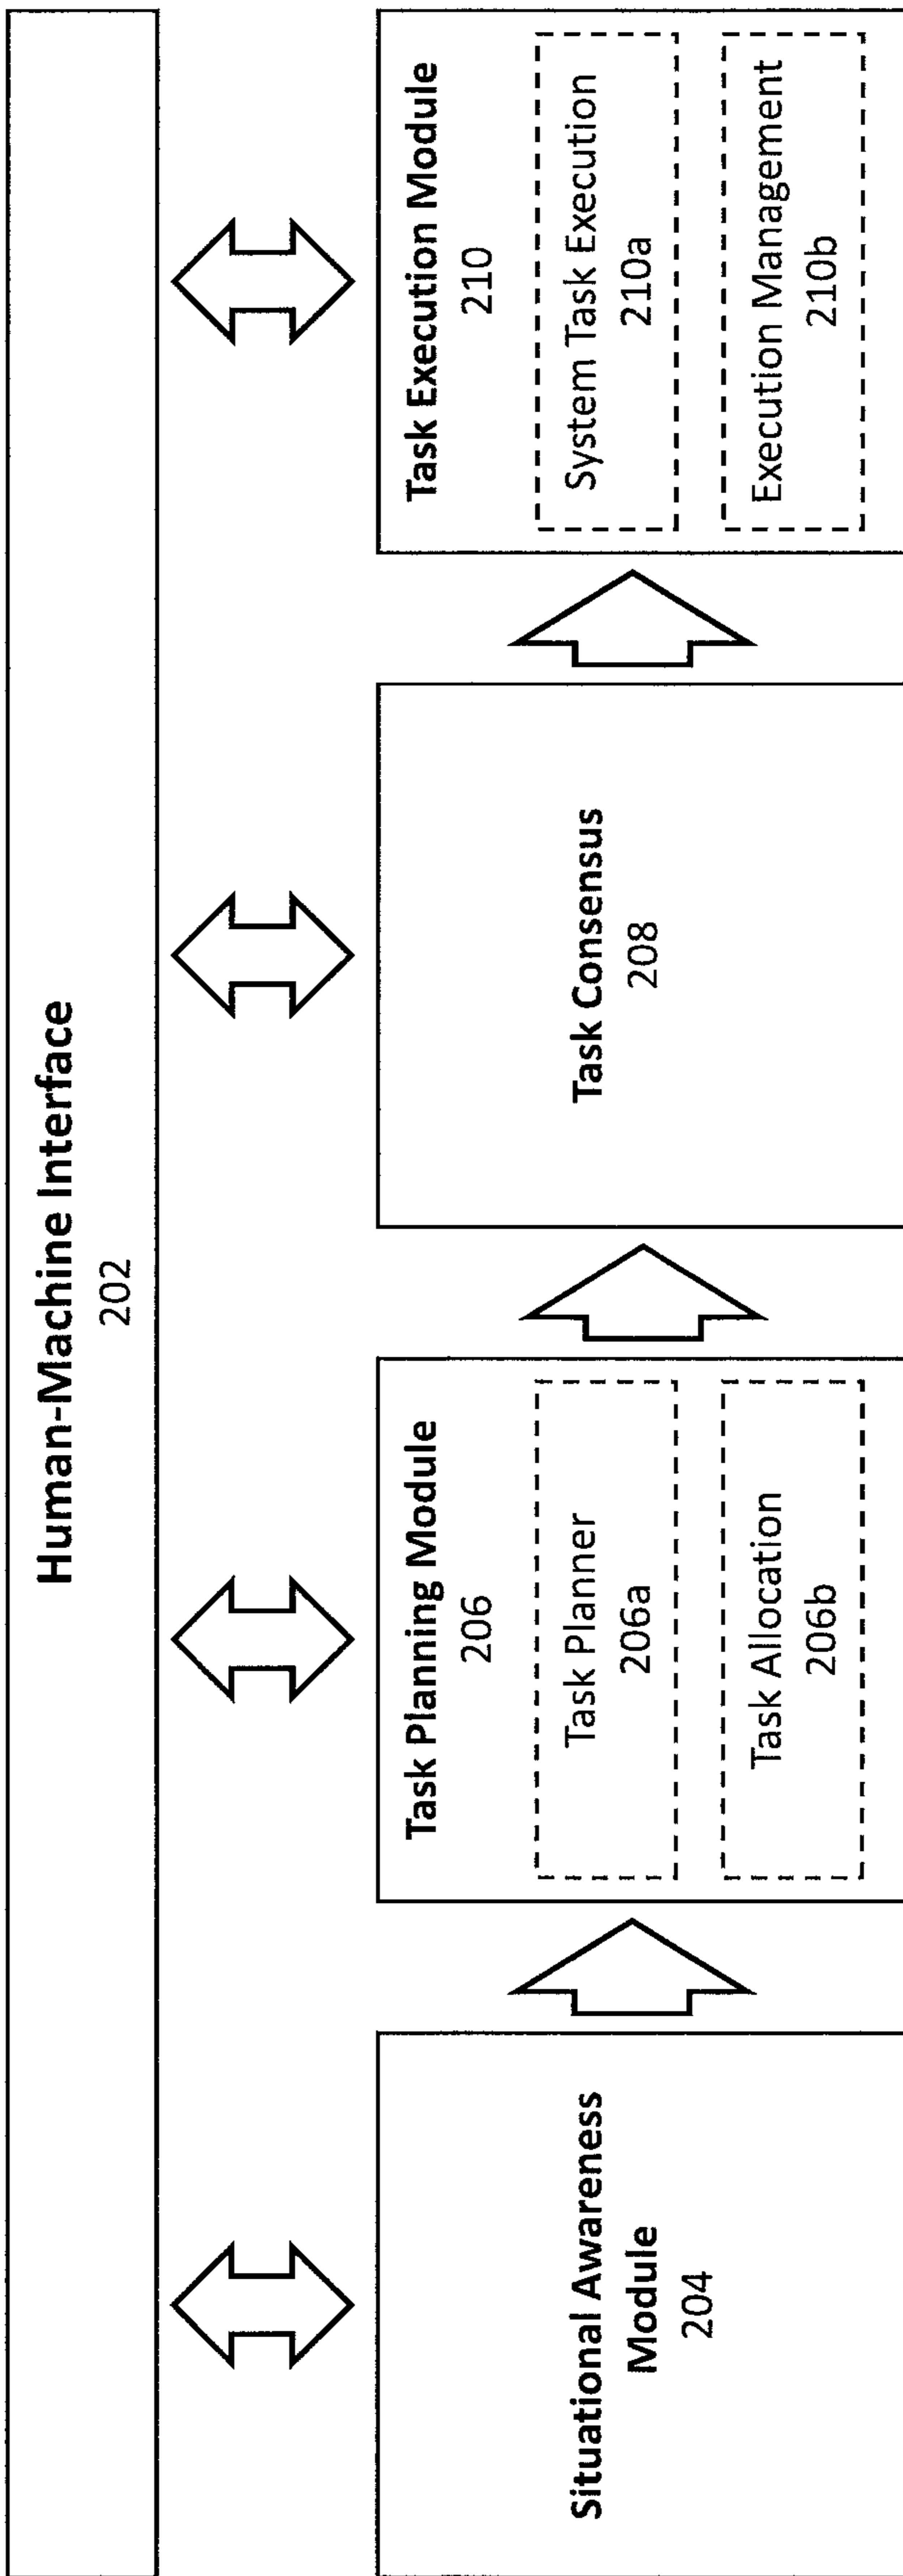 Human-Machine Interface
202
Situational Awareness
Module
204
Task Planning Module
206
Task Planner
206a
Task Allocation
206b
Task Consensus
208
Task Execution Module
210
System Task Execution
210a
Execution Management
210b